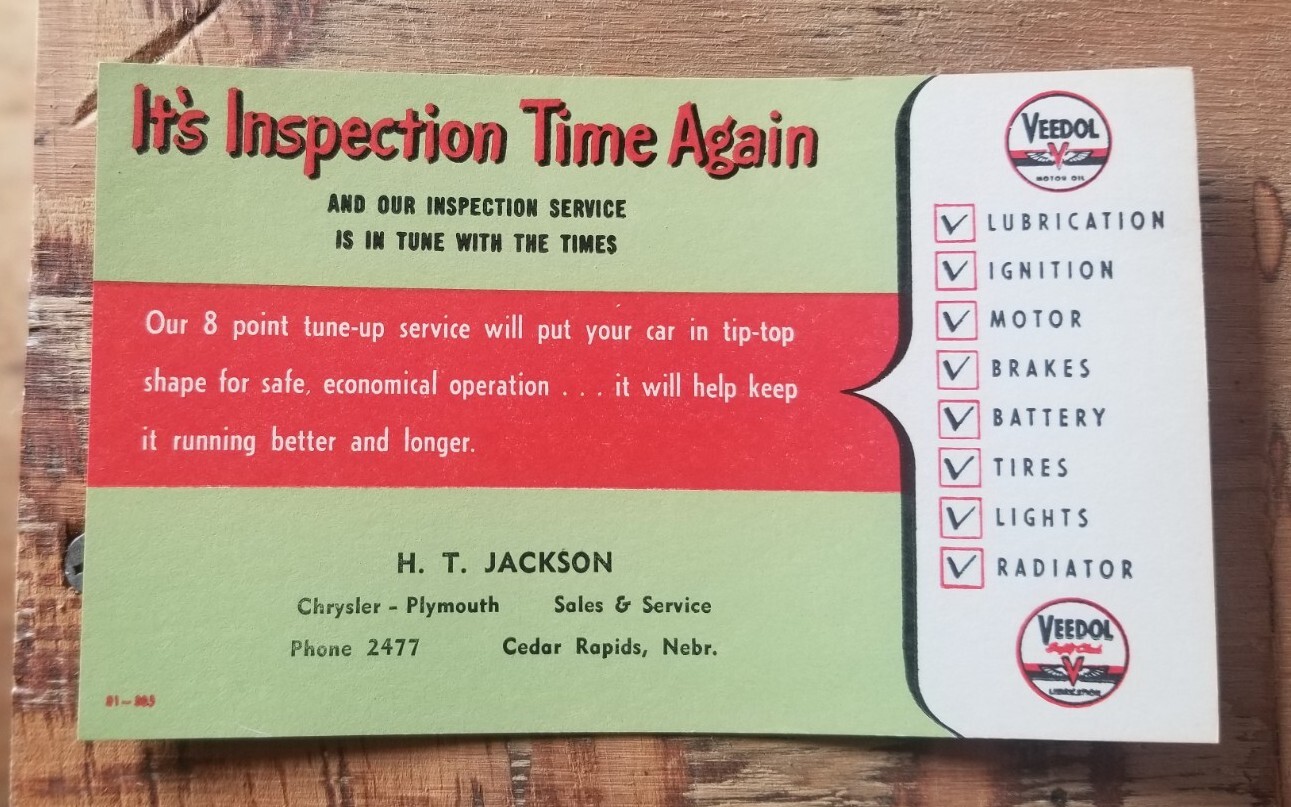 It's Inspection Time Again
AND OUR INSPECTION SERVICE
IS IN TUNE WITH THE TIMES
Our 8 point tune-up service will put your car in tip-top
shape for safe, economical operation . . . it will help keep
it running better and longer.
H. T. JACKSON
Chrysler - Plymouth Sales & Service
Phone 2477 Cedar Rapids, Nebr.
VEEDOL
MOTOR OIL
LUBRICATION
IGNITION
MOTOR
BRAKES
BATTERY
TIRES
LIGHTS
RADIATOR
VEEDOL
LUBRICATION